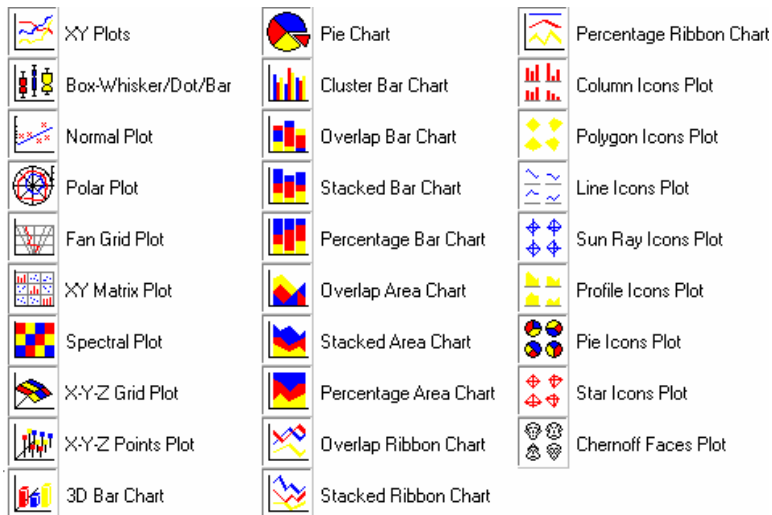 XY Plots
Box-Whisker/Dot/Bar
Normal Plot
Polar Plot
Fan Grid Plot
XY Matrix Plot
Spectral Plot
X-Y-Z Grid Plot
X-Y-Z Points Plot
3D Bar Chart
Pie Chart
Cluster Bar Chart
Overlap Bar Chart
Stacked Bar Chart
Percentage Bar Chart
Overlap Area Chart
Stacked Area Chart
Percentage Area Chart
Overlap Ribbon Chart
Stacked Ribbon Chart
Percentage Ribbon Chart
Column Icons Plot
Polygon Icons Plot
Line Icons Plot
Sun Ray Icons Plot
Profile Icons Plot
Pie Icons Plot
Star Icons Plot
Chernoff Faces Plot